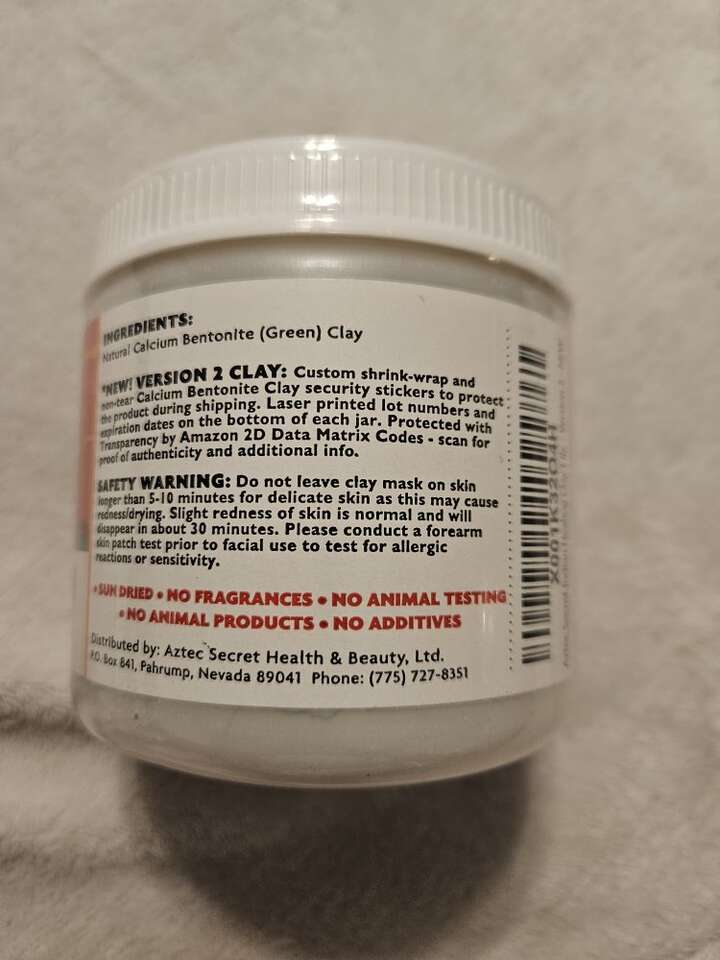 INGREDIENTS:
Natural Calcium Bentonite (Green) Clay
*NEW! VERSION 2 CLAY: Custom shrink-wrap and
non-tear Calcium Bentonite Clay security stickers to protect
the product during shipping. Laser printed lot numbers and
expiration dates on the bottom of each jar. Protected with
Transparency by Amazon 2D Data Matrix Codes - scan for
proof of authenticity and additional info.
SAFETY WARNING: Do not leave clay mask on skin
longer than 5-10 minutes for delicate skin as this may cause
redness/drying. Slight redness of skin is normal and will
disappear in about 30 minutes. Please conduct a forearm
skin patch test prior to facial use to test for allergic
reactions or sensitivity.
• SUN DRIED • NO FRAGRANCES • NO ANIMAL TESTING
• NO ANIMAL PRODUCTS • NO ADDITIVES
Distributed by: Aztec Secret Health & Beauty, Ltd.
P.O. Box 841, Pahrump, Nevada 89041 Phone: (775) 727-8351
X001K32O4H
Aztec Secret Indian